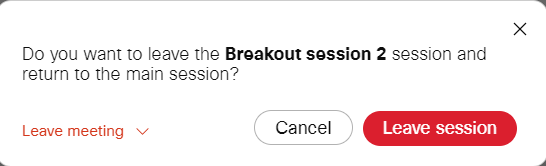 Do you want to leave the Breakout session 2 session and
return to the main session?
Leave meeting
Cancel
Leave session